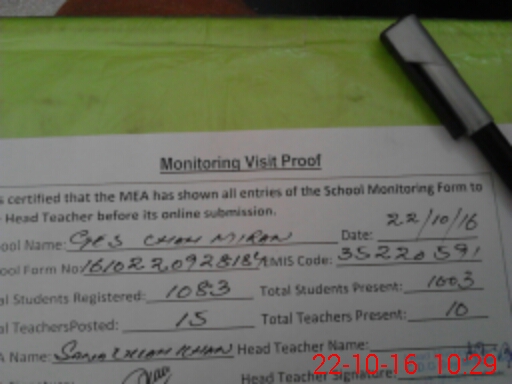 Monitoring Visit Proof
s certified that the MEA has shown all entries of the School Monitoring Form to
Head Teacher before its online submission.
ool Name: GES CHAH MIRAN Date: 22/10/16
ool Form No: EMIS Code: 35220591
al Students Registered: 1083 Total Students Present: 1003
al TeachersPosted: 15 Total Teachers Present: 10
A Name: KHAN Head Teacher Name:
Head Teacher Signature:
22-10-16 10:29